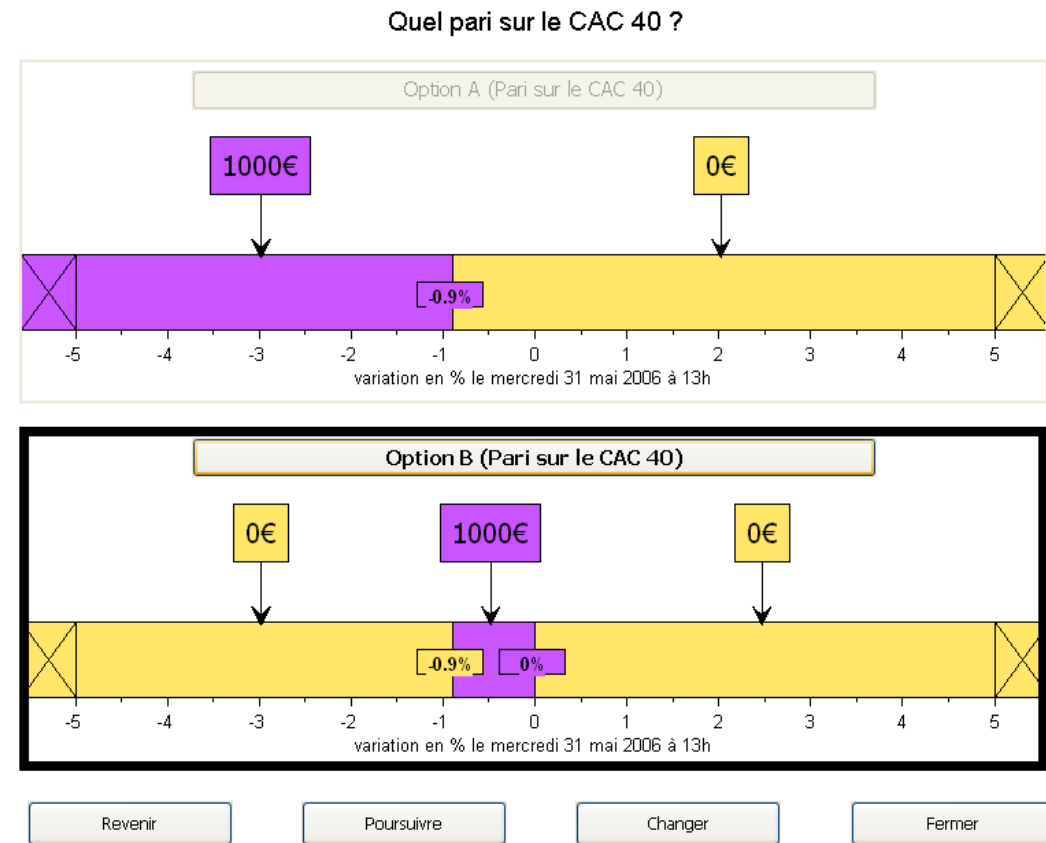 Quel pari sur le CAC 40 ?
Option A (Pari sur le CAC 40)
1000€ 0€
-0.9%
-5 -4 -3 -2 -1 0 1 2 3 4 5
variation en % le mercredi 31 mai 2006 à 13h
Option B (Pari sur le CAC 40)
0€ 1000€ 0€
-0.9% 0%
-5 -4 -3 -2 -1 0 1 2 3 4 5
variation en % le mercredi 31 mai 2006 à 13h
Revenir Poursuivre Changer Fermer